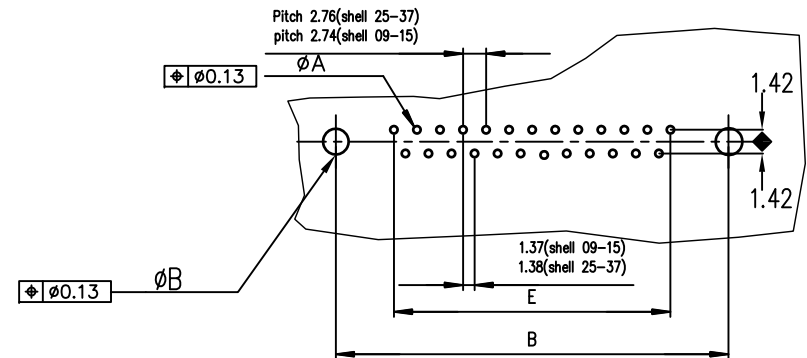 Pitch 2.76(shell 25-37)
pitch 2.74(shell 09-15)
⌖ ø0.13
øA
1.42
1.42
1.37(shell 09-15)
1.38(shell 25-37)
øB
⌖ ø0.13
E
B